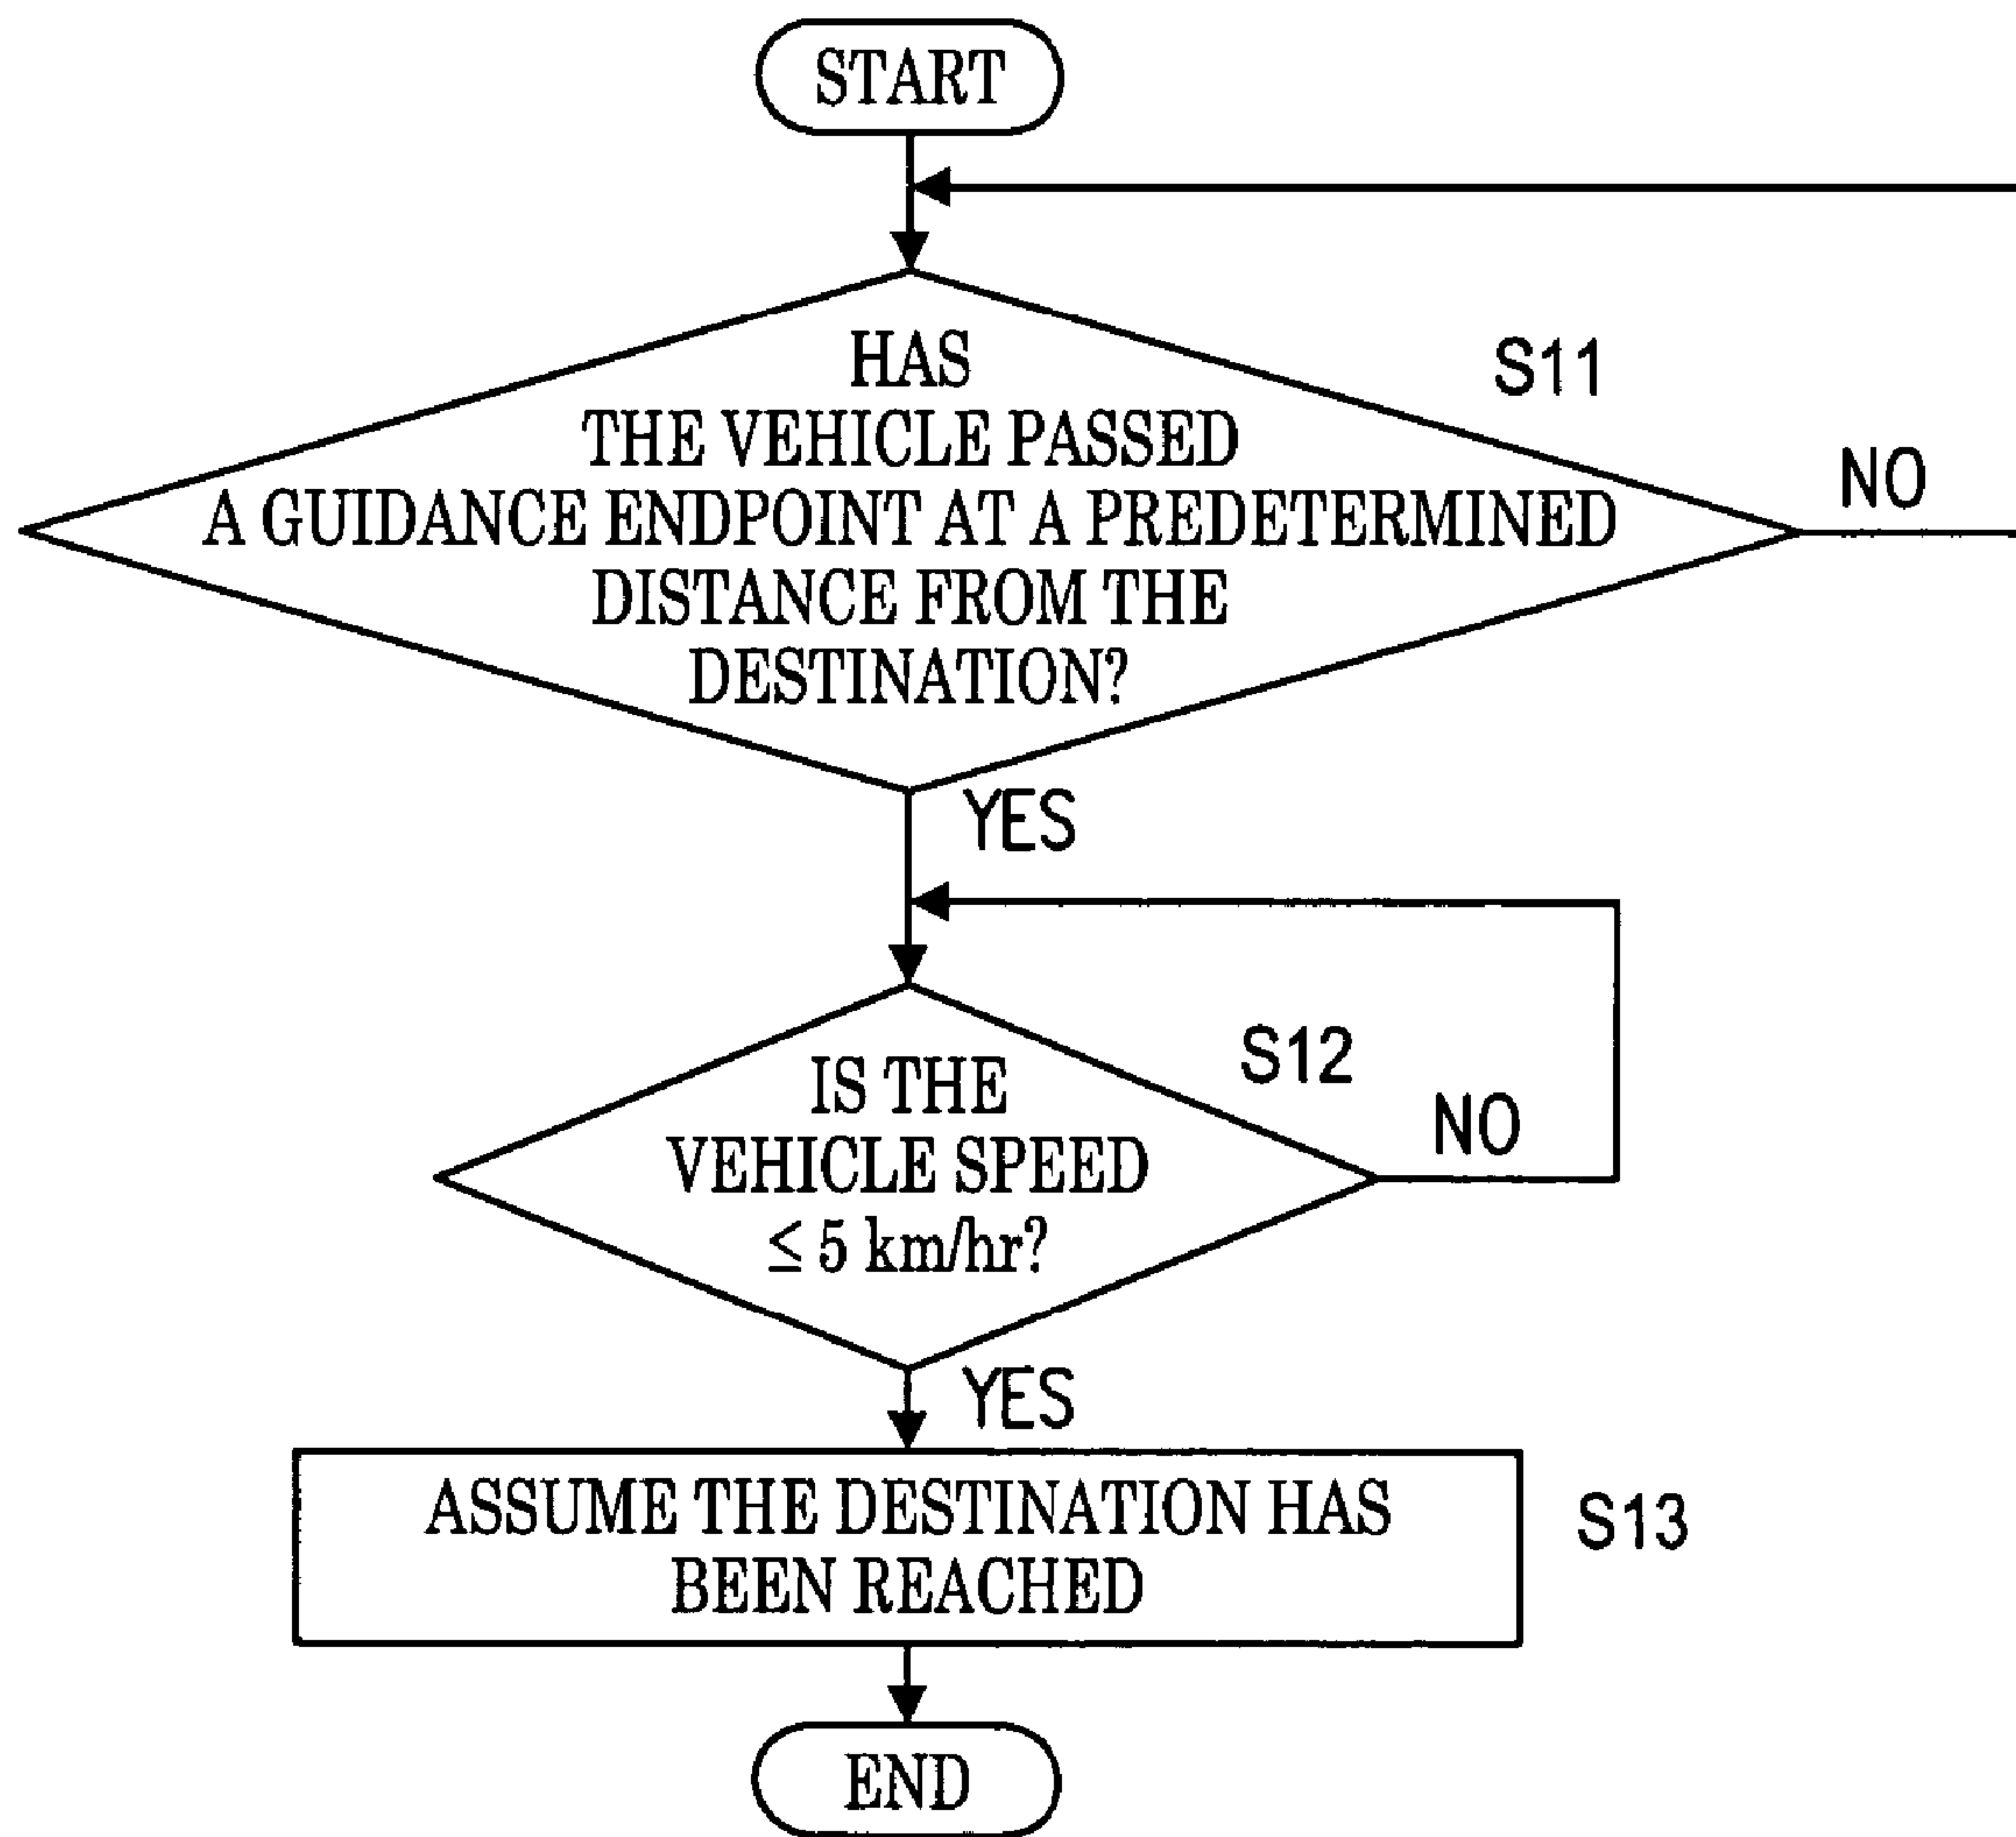 START
HAS
THE VEHICLE PASSED
A GUIDANCE ENDPOINT AT A PREDETERMINED
DISTANCE FROM THE
DESTINATION?
S11
NO
YES
IS THE
VEHICLE SPEED
≤ 5 km/hr?
S12
NO
YES
ASSUME THE DESTINATION HAS
BEEN REACHED
S13
END